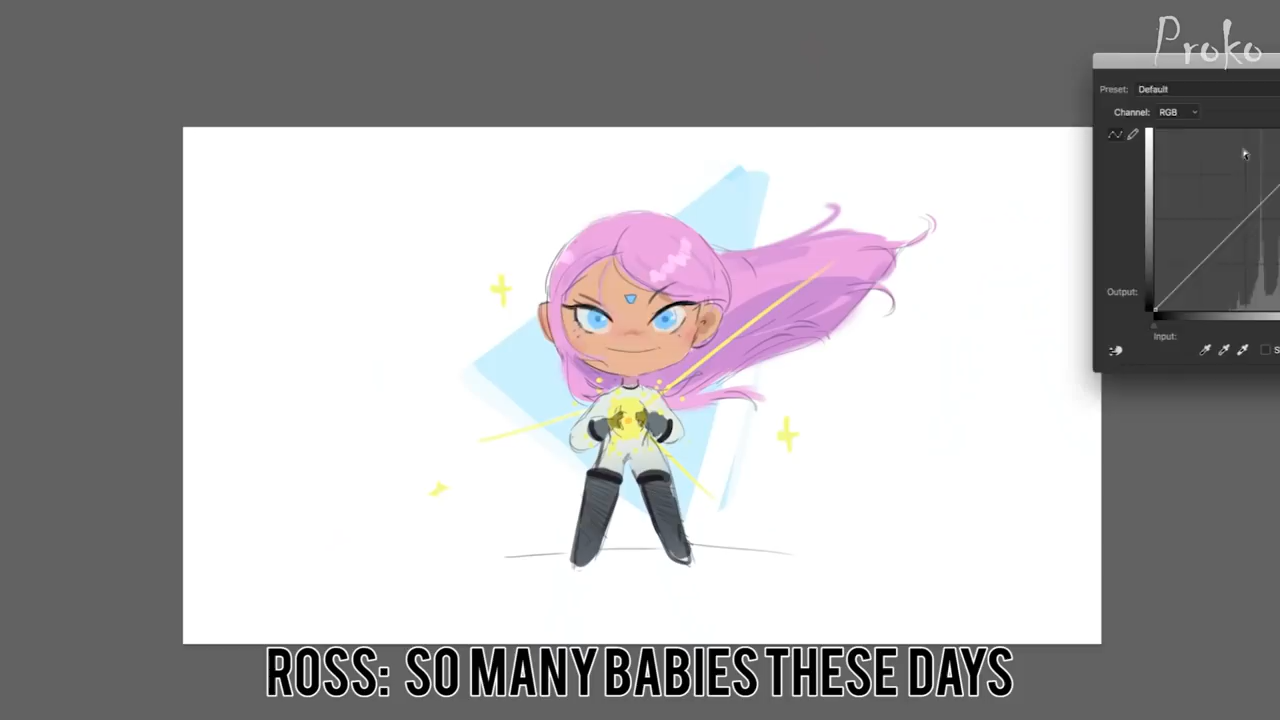 Proko
Preset: Default
Channel: RGB
Output:
Input:
S
ROSS: SO MANY BABIES THESE DAYS